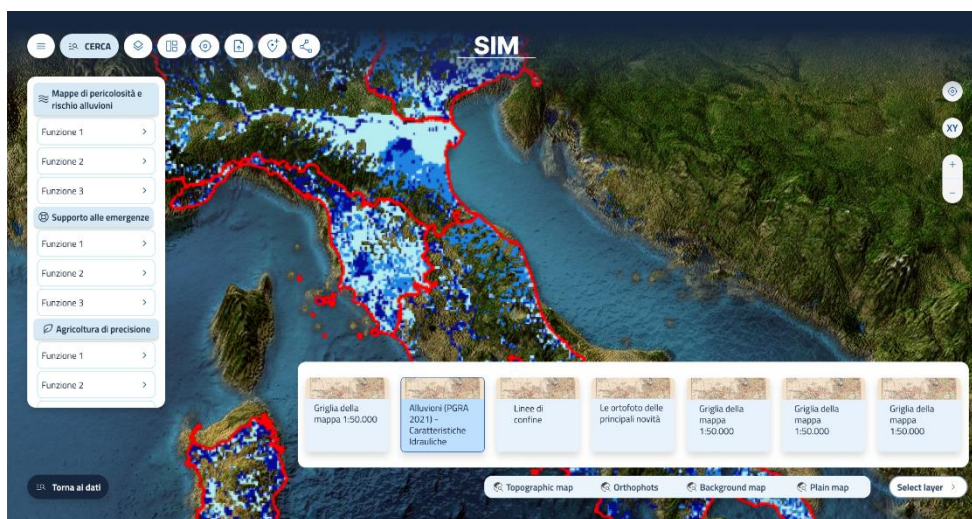 CERCA
SIM
Mappe di pericolosità e
rischio alluvioni
Funzione 1
Funzione 2
Funzione 3
Supporto alle emergenze
Funzione 1
Funzione 2
Funzione 3
Agricoltura di precisione
Funzione 1
Funzione 2
XY
+
-
Griglia della
mappa 1:50.000
Alluvioni (PGRA
2021) -
Caratteristiche
Idrauliche
Linee di
confine
Le ortofoto delle
principali novità
Griglia della
mappa
1:50.000
Griglia della
mappa
1:50.000
Griglia della
mappa
1:50.000
Torna ai dati
Topographic map
Orthophots
Background map
Plain map
Select layer